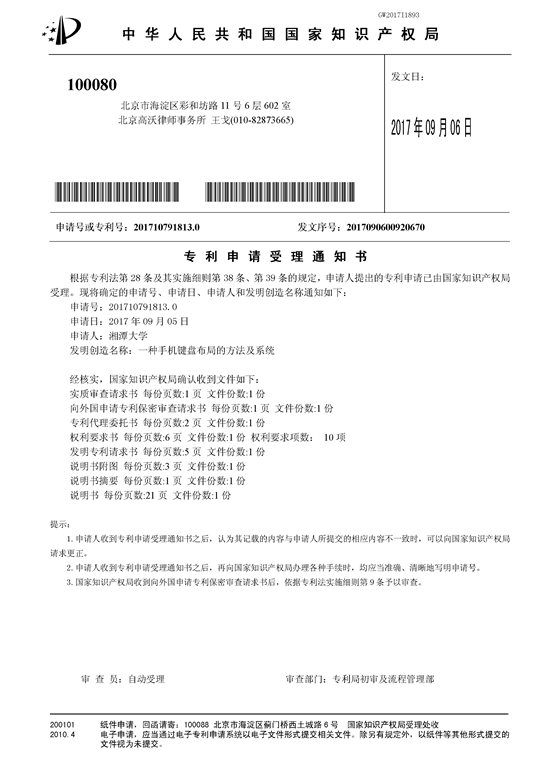 GW201711893
中华人民共和国国家知识产权局
100080
北京市海淀区彩和坊路 11 号 6 层 602 室
北京高沃律师事务所 王戈(010-82873665)
发文日:
2017 年 09 月 06 日
申请号或专利号: 201710791813.0
发文序号: 2017090600920670
专 利 申 请 受 理 通 知 书
根据专利法第 28 条及其实施细则第 38 条、第 39 条的规定,申请人提出的专利申请已由国家知识产权局
受理。现将确定的申请号、申请日、申请人和发明创造名称通知如下:
申请号: 201710791813.0
申请日: 2017 年 09 月 05 日
申请人: 湘潭大学
发明创造名称: 一种手机键盘布局的方法及系统
经核实,国家知识产权局确认收到文件如下:
实质审查请求书 每份页数:1 页 文件份数:1 份
向外国申请专利保密审查请求书 每份页数:1 页 文件份数:1 份
专利代理委托书 每份页数:2 页 文件份数:1 份
权利要求书 每份页数:6 页 文件份数:1 份 权利要求项数: 10 项
发明专利请求书 每份页数:5 页 文件份数:1 份
说明书附图 每份页数:3 页 文件份数:1 份
说明书摘要 每份页数:1 页 文件份数:1 份
说明书 每份页数:21 页 文件份数:1 份
提示:
1.申请人收到专利申请受理通知书之后,认为其记载的内容与申请人所提交的相应内容不一致时,可以向国家知识产权局
请求更正。
2.申请人收到专利申请受理通知书之后,再向国家知识产权局办理各种手续时,均应当准确、清晰地写明申请号。
3.国家知识产权局收到向外国申请专利保密审查请求书后,依据专利法实施细则第 9 条予以审查。
审 查 员: 自动受理
审查部门: 专利局初审及流程管理部
200101 纸件申请,回函请寄: 100088 北京市海淀区蓟门桥西土城路 6 号 国家知识产权局受理处收
2010.4 电子申请,应当通过电子专利申请系统以电子文件形式提交相关文件。除另有规定外,以纸件等其他形式提交的
文件视为未提交。